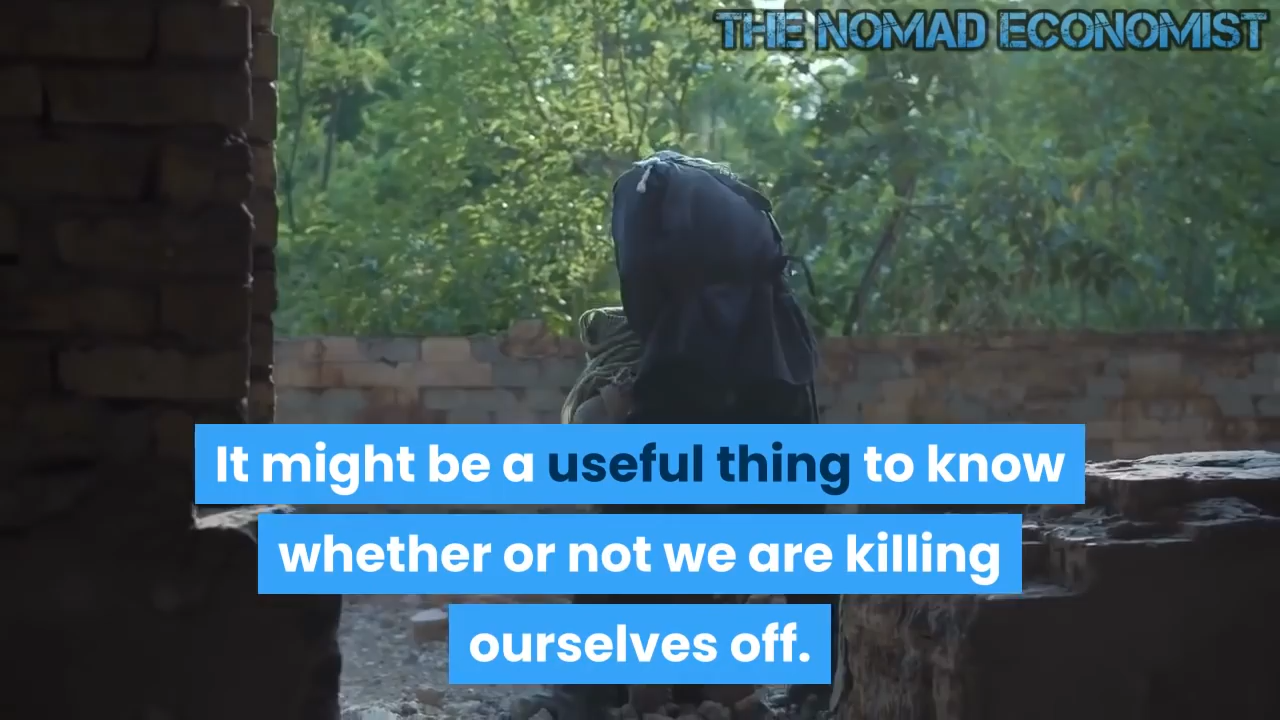 THE NOMAD ECONOMIST
It might be a useful thing to know
whether or not we are killing
ourselves off.